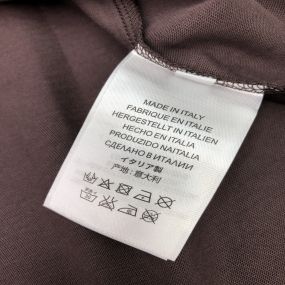 MADE IN ITALY
FABRIQUE EN ITALIE
HERGESTELLT IN ITALIEN
HECHO EN ITALIA
PRODUZIDO NAITALIA
СДЕЛАНО В ИТАЛИИ
イタリア製
产地:意大利